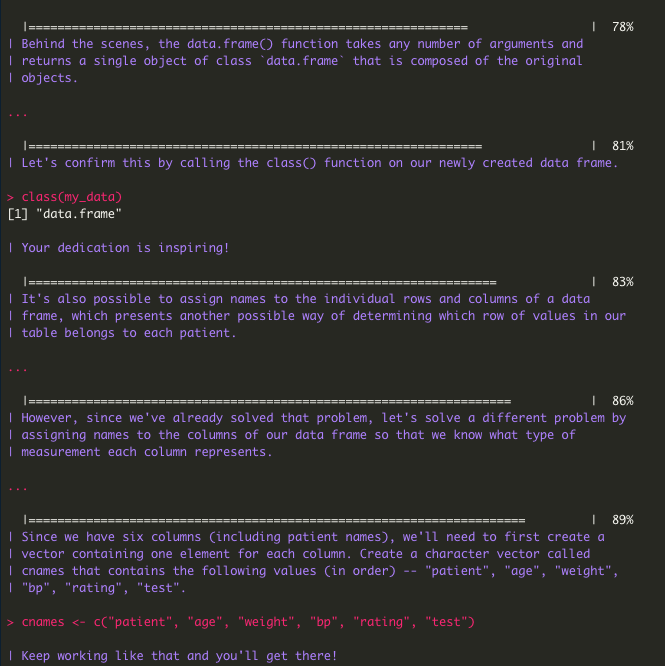 |============================================================= | 78%
| Behind the scenes, the data.frame() function takes any number of arguments and
| returns a single object of class `data.frame` that is composed of the original
| objects.
...
|=============================================================== | 81%
| Let's confirm this by calling the class() function on our newly created data frame.
> class(my_data)
[1] "data.frame"
| Your dedication is inspiring!
|================================================================= | 83%
| It's also possible to assign names to the individual rows and columns of a data
| frame, which presents another possible way of determining which row of values in our
| table belongs to each patient.
...
|=================================================================== | 86%
| However, since we've already solved that problem, let's solve a different problem by
| assigning names to the columns of our data frame so that we know what type of
| measurement each column represents.
...
|===================================================================== | 89%
| Since we have six columns (including patient names), we'll need to first create a
| vector containing one element for each column. Create a character vector called
| cnames that contains the following values (in order) -- "patient", "age", "weight",
| "bp", "rating", "test".
> cnames <- c("patient", "age", "weight", "bp", "rating", "test")
| Keep working like that and you'll get there!